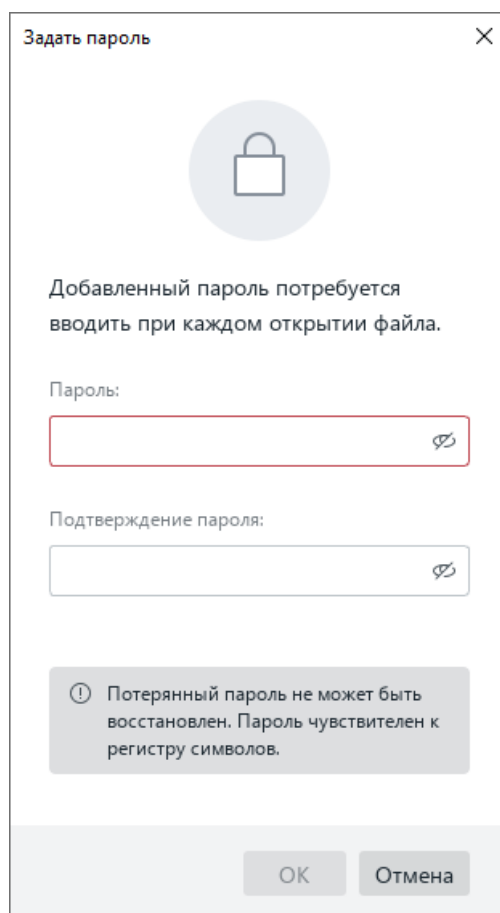 Задать пароль
Добавленный пароль потребуется
вводить при каждом открытии файла.
Пароль:
Подтверждение пароля:
Потерянный пароль не может быть
восстановлен. Пароль чувствителен к
регистру символов.
ОК Отмена